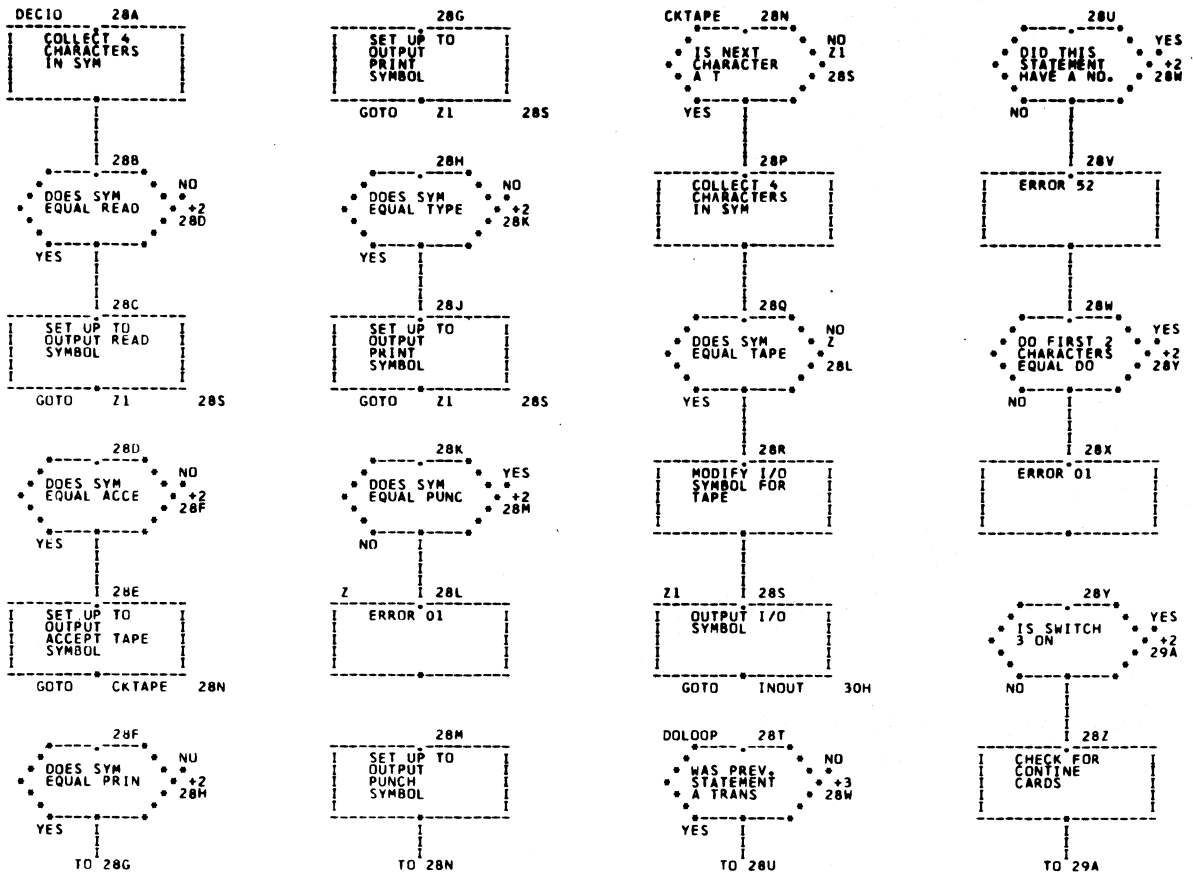 DECIO 28A
COLLECT 4
CHARACTERS
IN SYM
28B
DOES SYM
EQUAL READ
NO
+2
28D
YES
28C
SET UP TO
OUTPUT READ
SYMBOL
GOTO Z1 28S
28D
DOES SYM
EQUAL ACCE
NO
+2
28F
YES
28E
SET UP TO
OUTPUT
ACCEPT TAPE
SYMBOL
GOTO CKTAPE 28N
28F
DOES SYM
EQUAL PRIN
NO
+2
28H
YES
TO 28G
28G
SET UP TO
OUTPUT
PRINT
SYMBOL
GOTO Z1 28S
28H
DOES SYM
EQUAL TYPE
NO
+2
28K
YES
28J
SET UP TO
OUTPUT
PRINT
SYMBOL
GOTO Z1 28S
28K
DOES SYM
EQUAL PUNC
YES
+2
28M
NO
Z 28L
ERROR 01
28M
SET UP TO
OUTPUT
PUNCH
SYMBOL
TO 28N
CKTAPE 28N
IS NEXT
CHARACTER
A T
NO
Z1
28S
YES
28P
COLLECT 4
CHARACTERS
IN SYM
28Q
DOES SYM
EQUAL TAPE
NO
Z
28L
YES
28R
MODIFY I/O
SYMBOL FOR
TAPE
Z1 28S
OUTPUT I/O
SYMBOL
GOTO INOUT 30H
DOLOOP 28T
WAS PREV.
STATEMENT
A TRANS
NO
+3
28W
YES
TO 28U
28U
DID THIS
STATEMENT
HAVE A NO.
YES
+2
28W
NO
28V
ERROR 52
28W
DO FIRST 2
CHARACTERS
EQUAL DO
YES
+2
28Y
NO
28X
ERROR 01
28Y
IS SWITCH
3 ON
YES
+2
29A
NO
28Z
CHECK FOR
CONTINE
CARDS
TO 29A